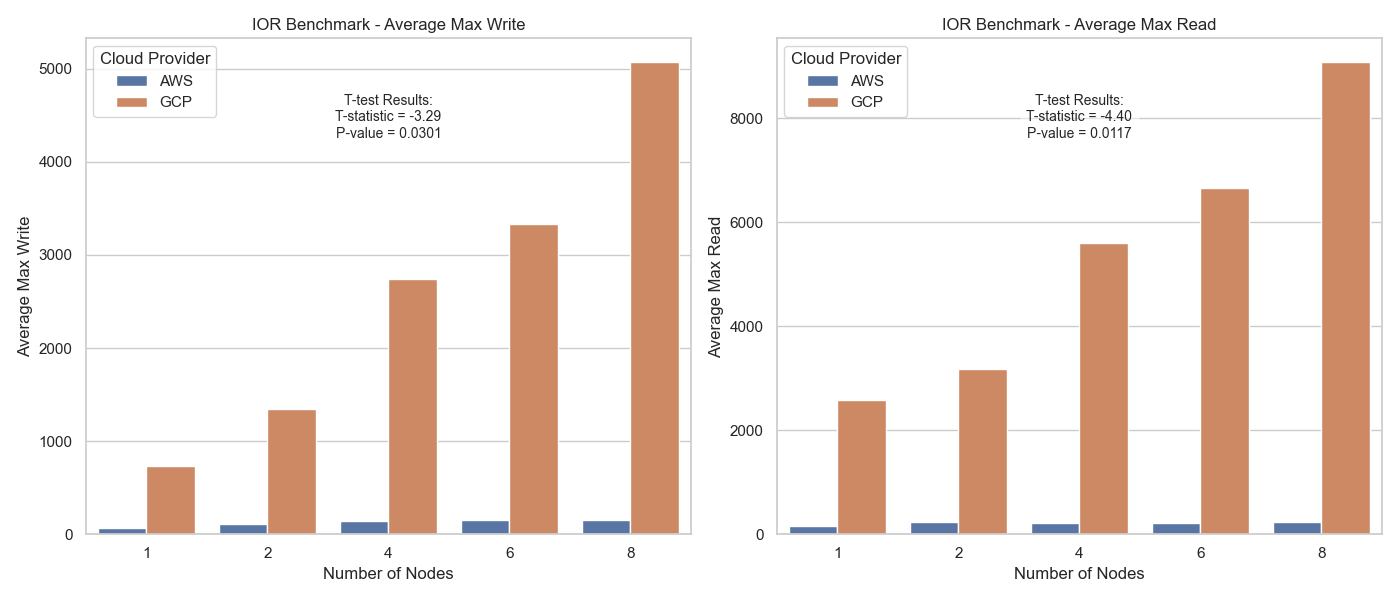 IOR Benchmark - Average Max Write
Cloud Provider
AWS
GCP
T-test Results:
T-statistic = -3.29
P-value = 0.0301
Average Max Write
5000
4000
3000
2000
1000
0
1 2 4 6 8
Number of Nodes
IOR Benchmark - Average Max Read
Cloud Provider
AWS
GCP
T-test Results:
T-statistic = -4.40
P-value = 0.0117
Average Max Read
8000
6000
4000
2000
0
1 2 4 6 8
Number of Nodes